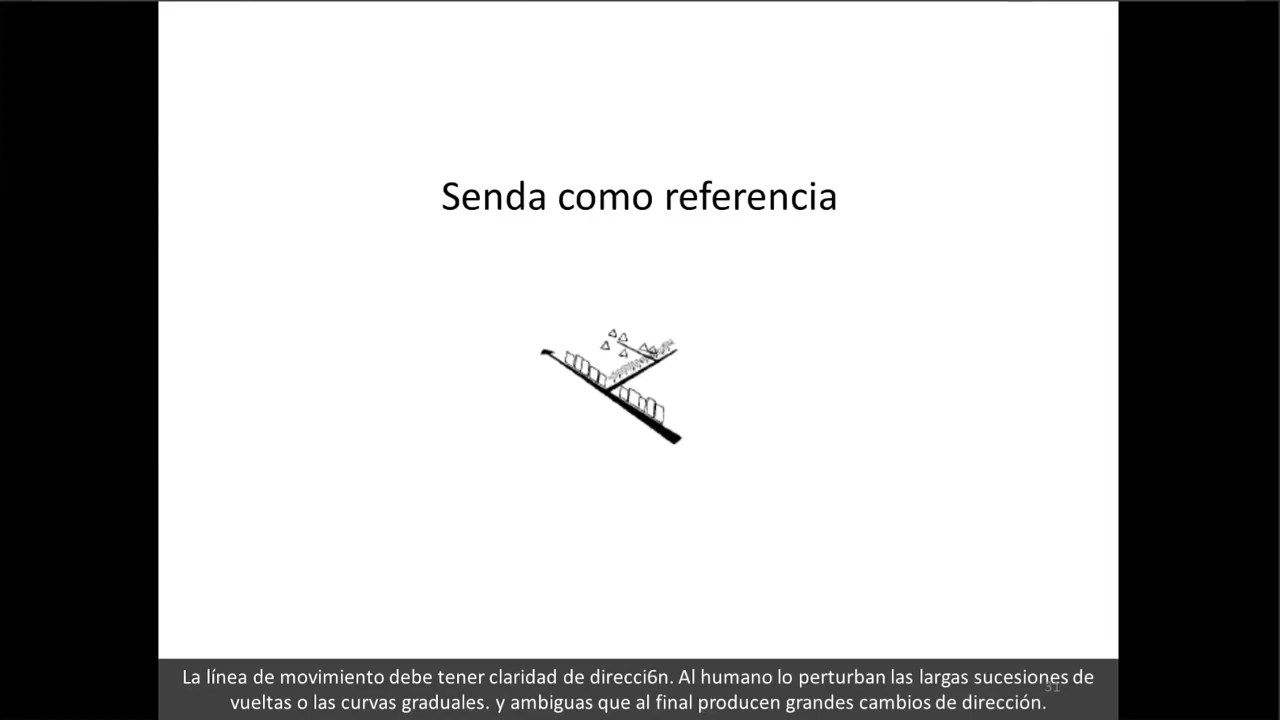 Senda como referencia
La línea de movimiento debe tener claridad de direcci6n. Al humano lo perturban las largas sucesiones de
vueltas o las curvas graduales. y ambiguas que al final producen grandes cambios de dirección.
31